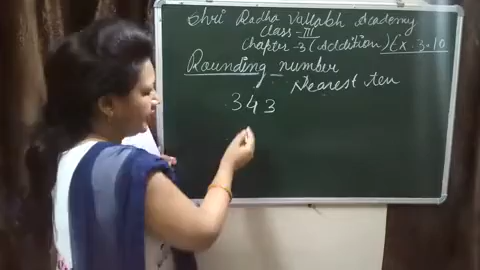 Shri Radha Vallabh Academy
Class - III
Chapter - 3 (Addition) Ex. 3.10
Rounding number
Nearest ten
343